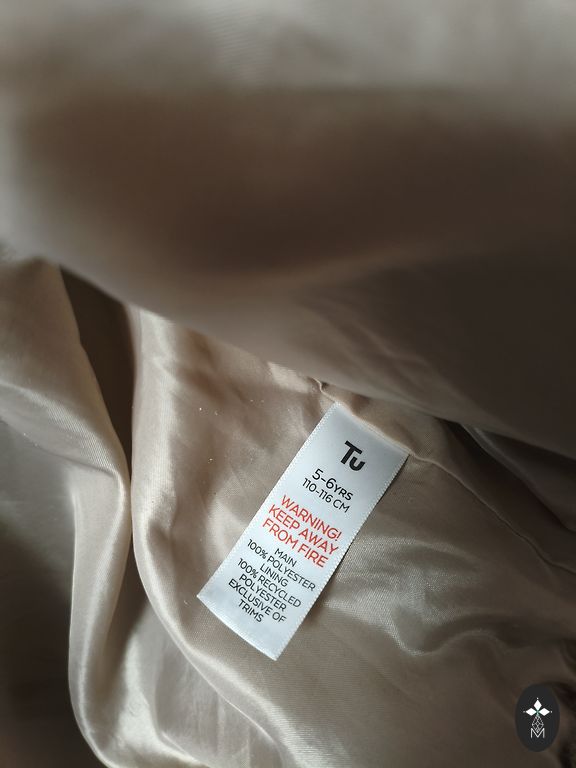 Tu
5-6YRS
110-116 CM
WARNING!
KEEP AWAY
FROM FIRE
MAIN
100% POLYESTER
LINING
100% RECYCLED
POLYESTER
EXCLUSIVE OF
TRIMS
M